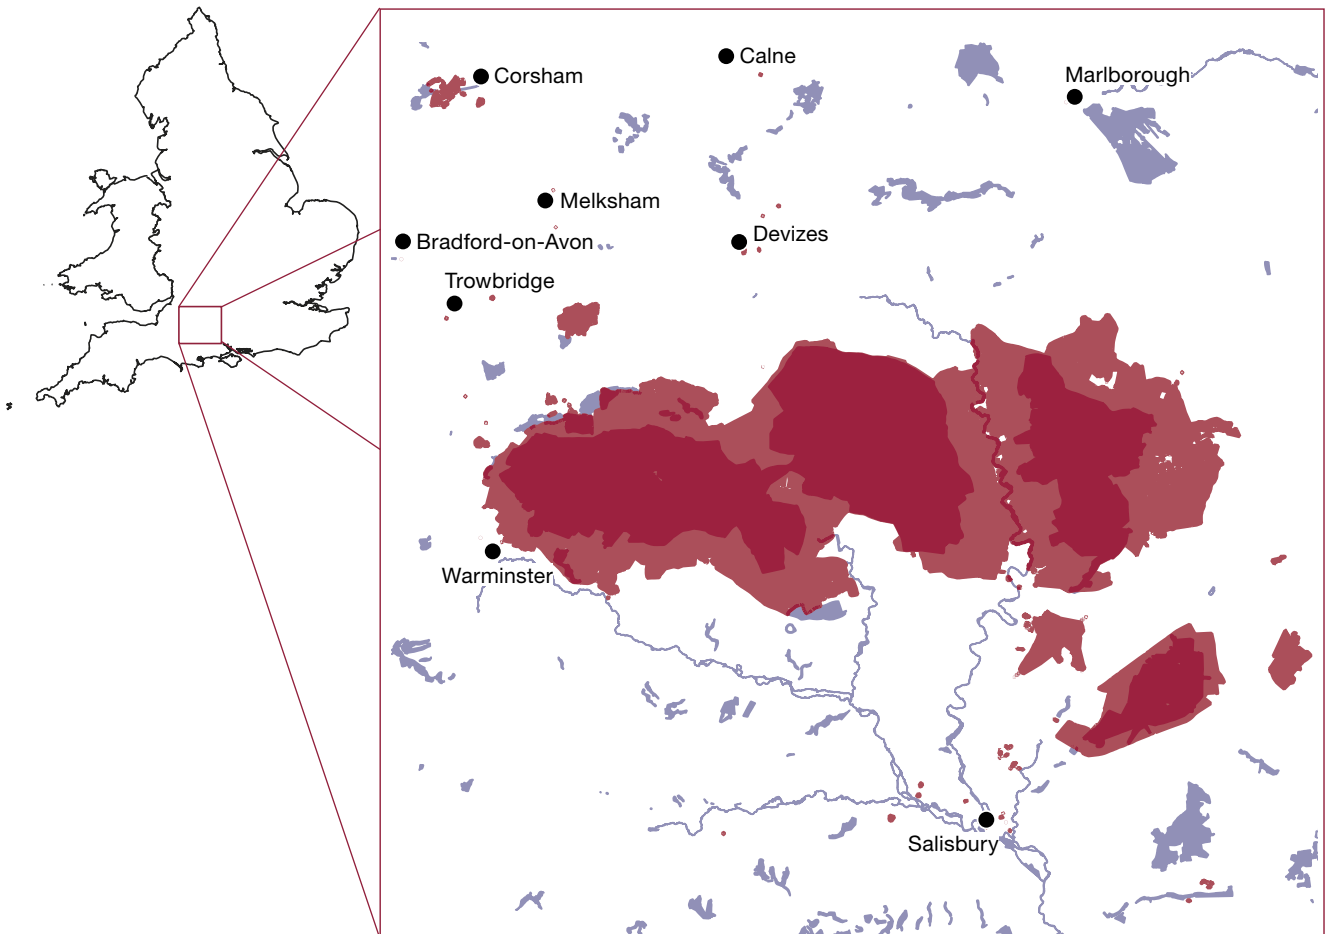 Calne
Corsham
Marlborough
Melksham
Devizes
Bradford-on-Avon
Trowbridge
Warminster
Salisbury